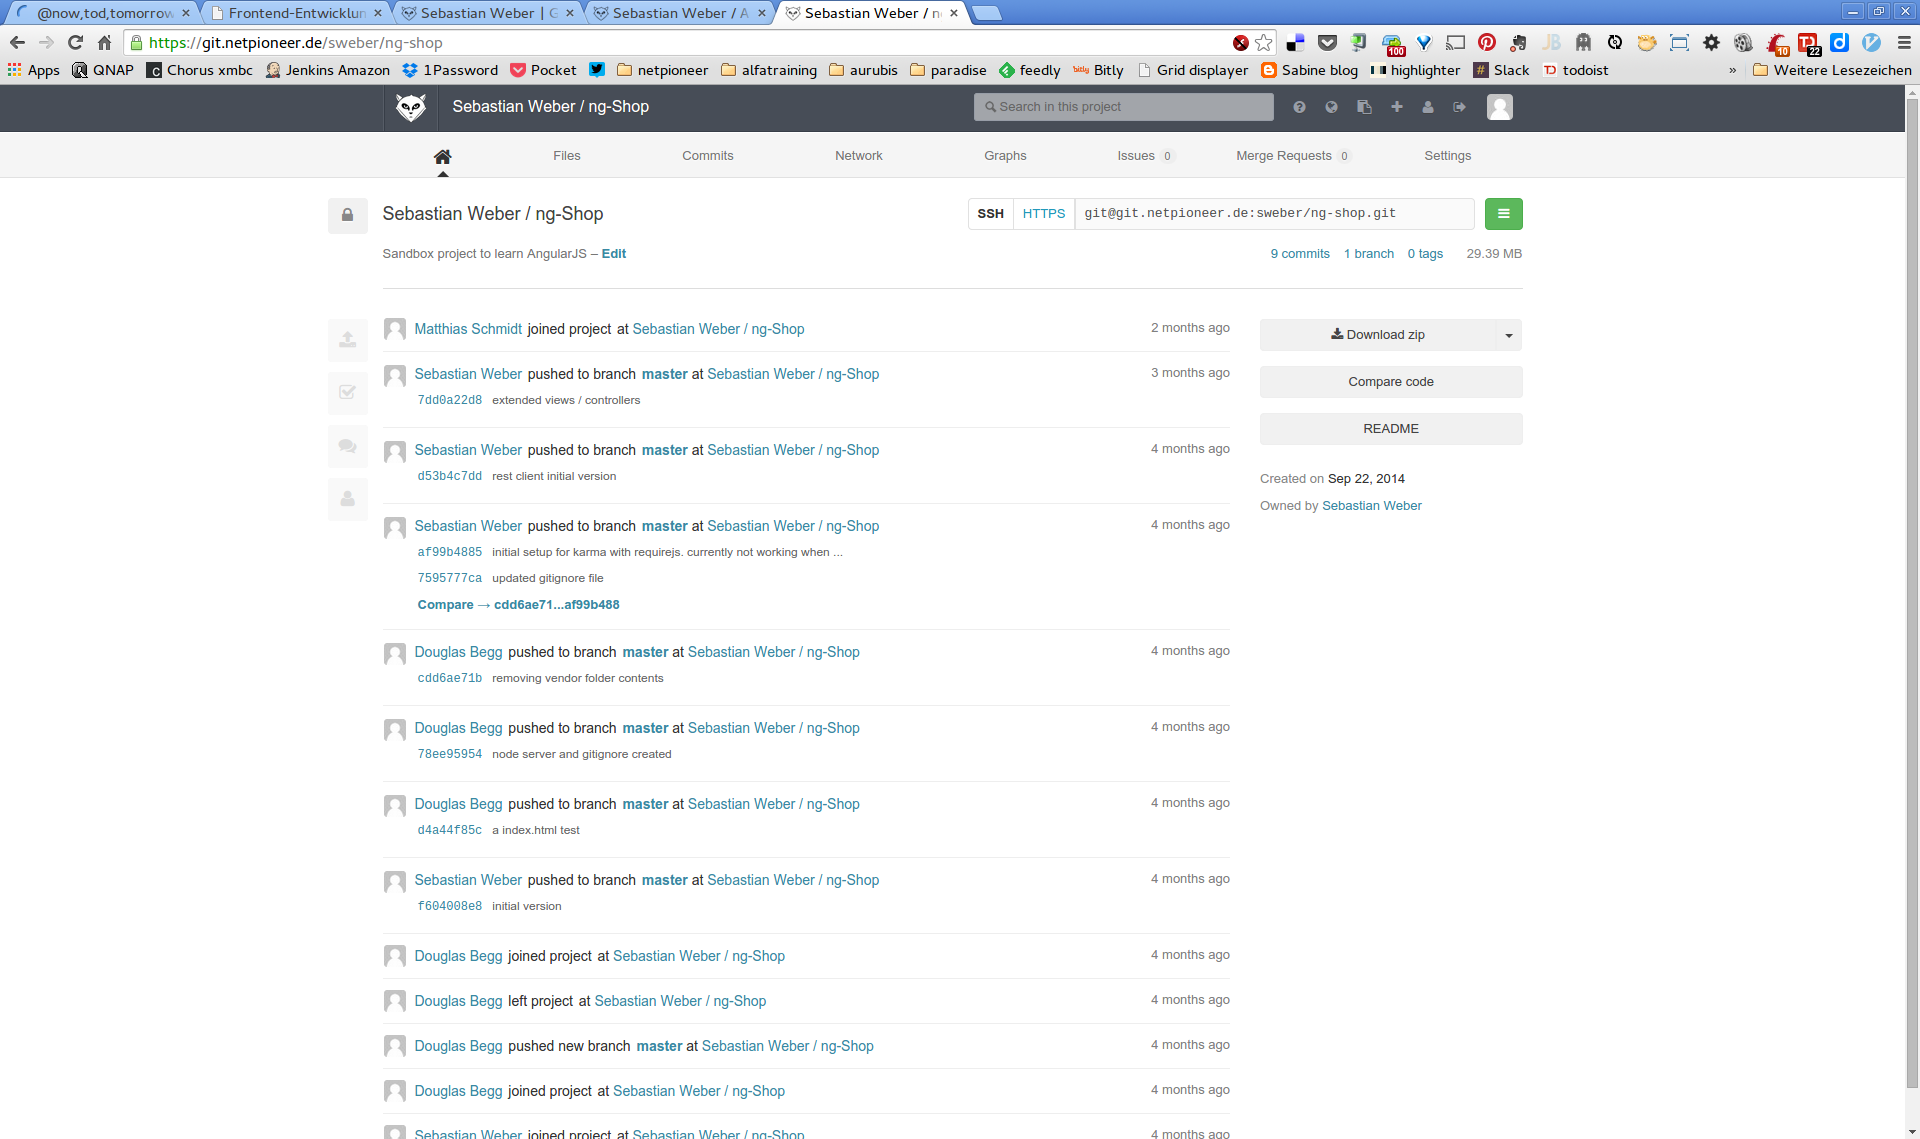 @now,tod,tomorrow
Frontend-Entwicklun
Sebastian Weber | G
Sebastian Weber / A
Sebastian Weber / n
https://git.netpioneer.de/sweber/ng-shop
100
10
22
Apps QNAP Chorus xmbc Jenkins Amazon 1Password Pocket netpioneer alfatraining aurubis paradise feedly bitly Bitly Grid displayer Sabine blog highlighter Slack todoist » Weitere Lesezeichen
Sebastian Weber / ng-Shop
Search in this project
Files Commits Network Graphs Issues 0 Merge Requests 0 Settings
Sebastian Weber / ng-Shop
SSH HTTPS git@git.netpioneer.de:sweber/ng-shop.git
Sandbox project to learn AngularJS – Edit
9 commits 1 branch 0 tags 29.39 MB
Matthias Schmidt joined project at Sebastian Weber / ng-Shop 2 months ago
Sebastian Weber pushed to branch master at Sebastian Weber / ng-Shop 3 months ago
7dd0a22d8 extended views / controllers
Sebastian Weber pushed to branch master at Sebastian Weber / ng-Shop 4 months ago
d53b4c7dd rest client initial version
Sebastian Weber pushed to branch master at Sebastian Weber / ng-Shop 4 months ago
af99b4885 initial setup for karma with requirejs. currently not working when ...
7595777ca updated gitignore file
Compare → cdd6ae71...af99b488
Douglas Begg pushed to branch master at Sebastian Weber / ng-Shop 4 months ago
cdd6ae71b removing vendor folder contents
Douglas Begg pushed to branch master at Sebastian Weber / ng-Shop 4 months ago
78ee95954 node server and gitignore created
Douglas Begg pushed to branch master at Sebastian Weber / ng-Shop 4 months ago
d4a44f85c a index.html test
Sebastian Weber pushed to branch master at Sebastian Weber / ng-Shop 4 months ago
f604008e8 initial version
Douglas Begg joined project at Sebastian Weber / ng-Shop 4 months ago
Douglas Begg left project at Sebastian Weber / ng-Shop 4 months ago
Douglas Begg pushed new branch master at Sebastian Weber / ng-Shop 4 months ago
Douglas Begg joined project at Sebastian Weber / ng-Shop 4 months ago
Sebastian Weber joined project at Sebastian Weber / ng-Shop 4 months ago
Download zip
Compare code
README
Created on Sep 22, 2014
Owned by Sebastian Weber